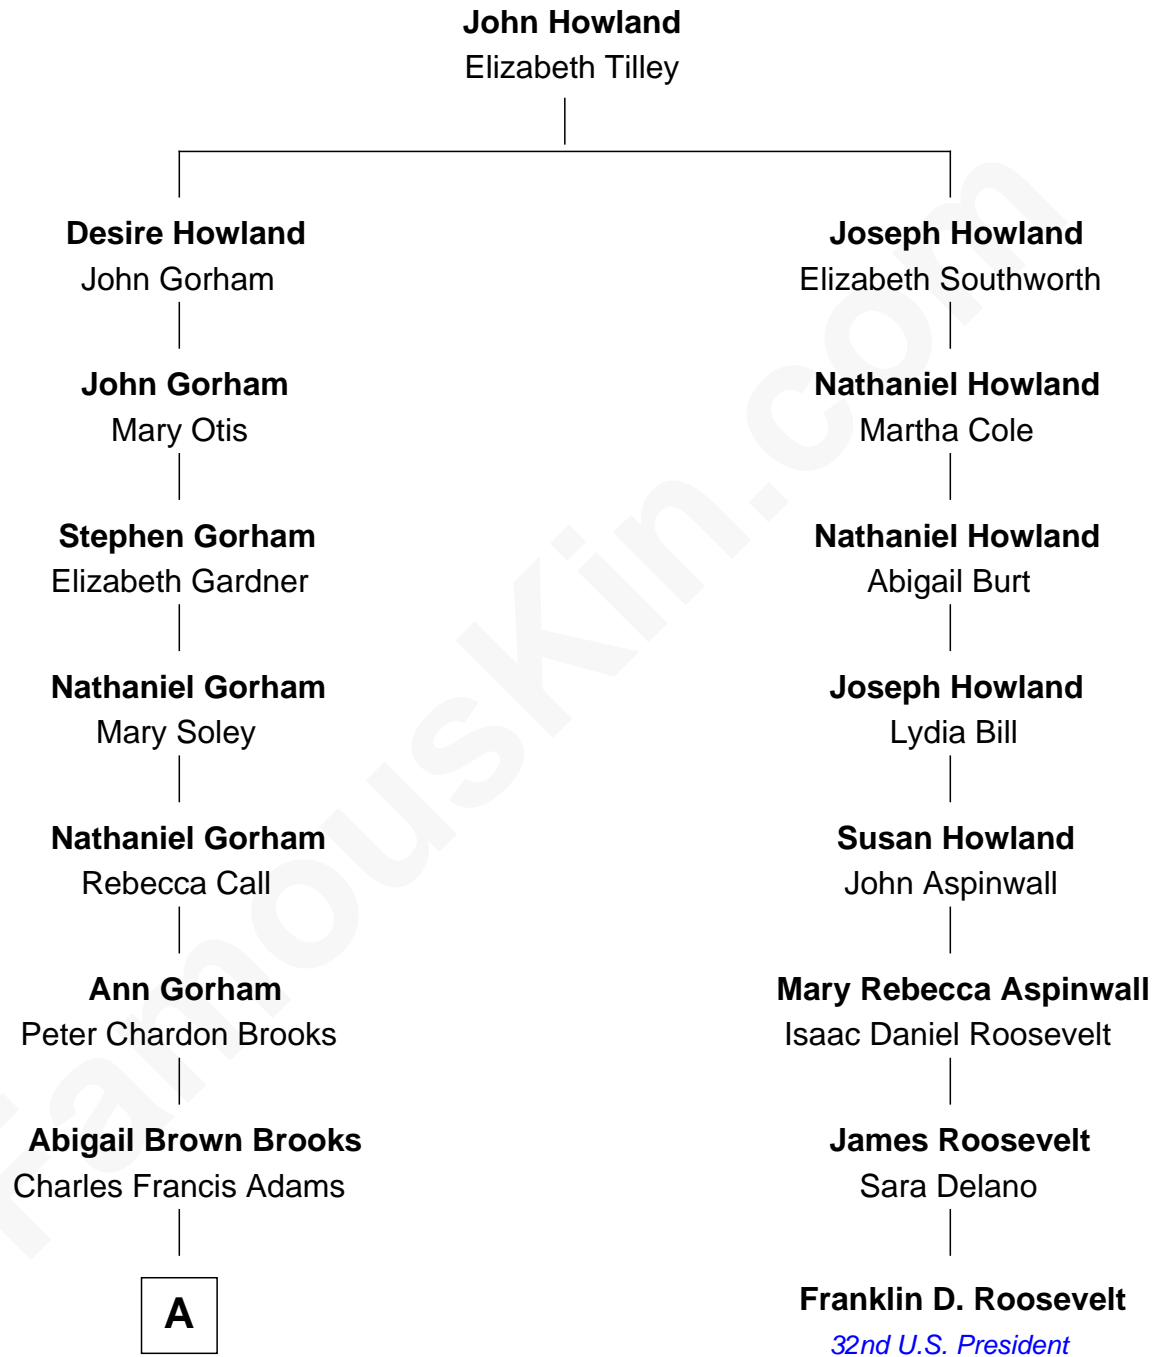 John Howland
Elizabeth Tilley
Desire Howland
John Gorham
Joseph Howland
Elizabeth Southworth
John Gorham
Mary Otis
Nathaniel Howland
Martha Cole
Stephen Gorham
Elizabeth Gardner
Nathaniel Howland
Abigail Burt
Nathaniel Gorham
Mary Soley
Joseph Howland
Lydia Bill
Nathaniel Gorham
Rebecca Call
Susan Howland
John Aspinwall
Ann Gorham
Peter Chardon Brooks
Mary Rebecca Aspinwall
Isaac Daniel Roosevelt
Abigail Brown Brooks
Charles Francis Adams
James Roosevelt
Sara Delano
A
Franklin D. Roosevelt
32nd U.S. President
FamousKin.com